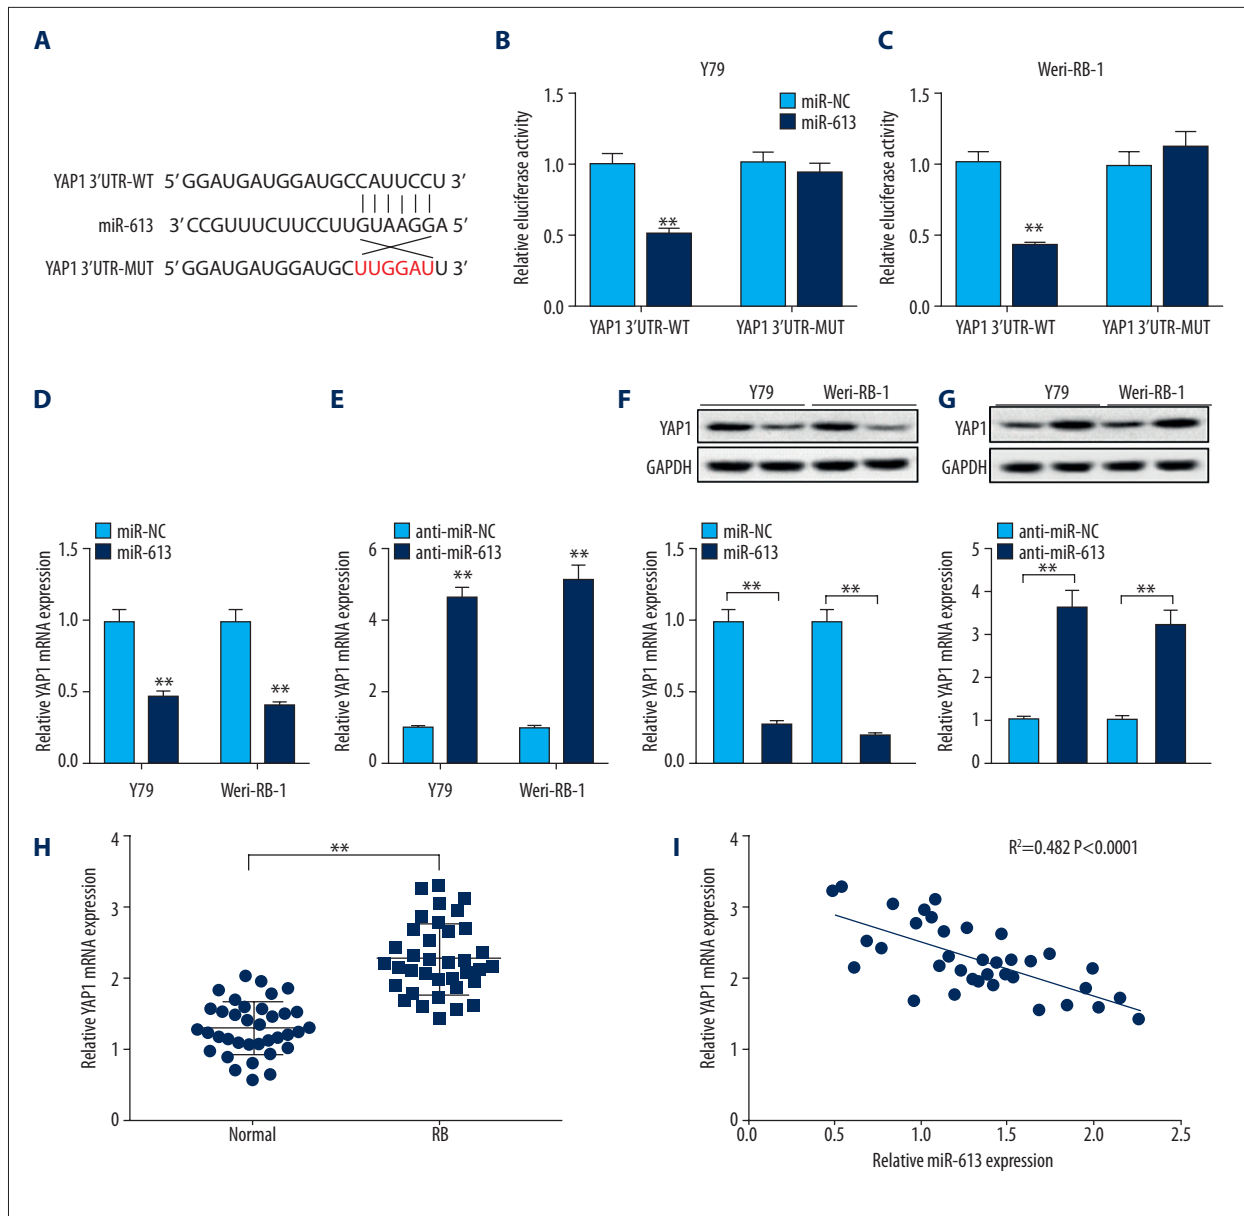 A
YAP1 3’UTR-WT 5’ GGAUGAUGGAUGCCAUUCCU 3’
miR-613 3’ CCGUUUCUUCCUUGUAAGGA 5’
YAP1 3’UTR-MUT 5’ GGAUGAUGGAUGCUUGGAUU 3’
B
Y79
miR-NC
miR-613
Relative eluciferase activity
1.5
1.0
0.5
0.0
**
YAP1 3’UTR-WT YAP1 3’UTR-MUT
C
Weri-RB-1
Relative eluciferase activity
1.5
1.0
0.5
0.0
**
YAP1 3’UTR-WT YAP1 3’UTR-MUT
D
miR-NC
miR-613
Relative YAP1 mRNA expression
1.5
1.0
0.5
0.0
** **
Y79 Weri-RB-1
E
anti-miR-NC
anti-miR-613
Relative YAP1 mRNA expression
6
4
2
0
** **
Y79 Weri-RB-1
F
Y79 Weri-RB-1
YAP1
GAPDH
miR-NC
miR-613
Relative YAP1 mRNA expression
1.5
1.0
0.5
0.0
** **
G
Y79 Weri-RB-1
YAP1
GAPDH
anti-miR-NC
anti-miR-613
Relative YAP1 mRNA expression
5
4
3
2
1
0
** **
H
Relative YAP1 mRNA expression
4
3
2
1
0
**
Normal RB
I
R2=0.482 P<0.0001
Relative YAP1 mRNA expression
4
3
2
1
0
0.0 0.5 1.0 1.5 2.0 2.5
Relative miR-613 expression